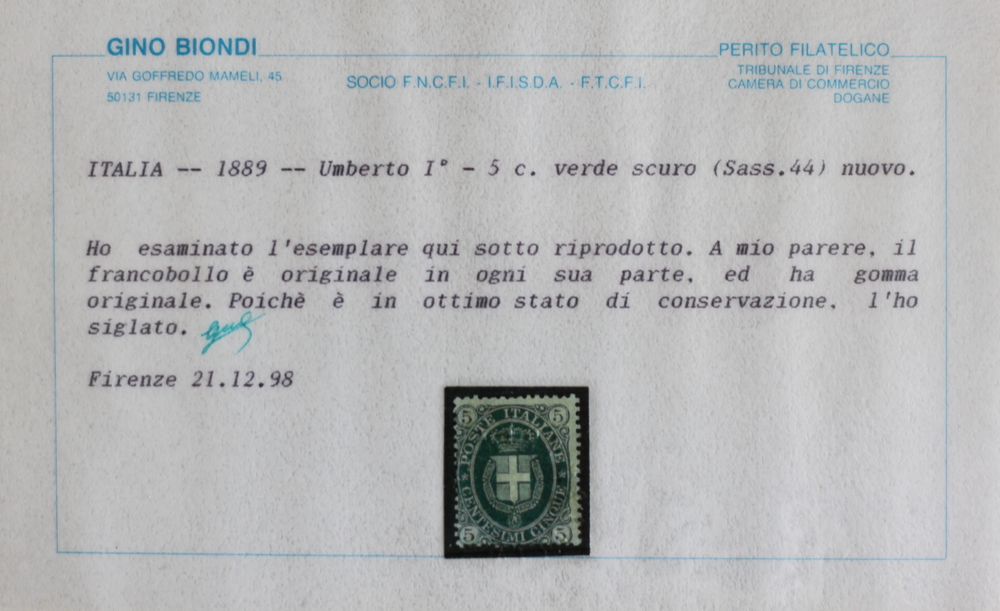 GINO BIONDI
VIA GOFFREDO MAMELI, 45
50131 FIRENZE
SOCIO F.N.C.F.I. - I.F.I.S.D.A. - F.T.C.F.I.
PERITO FILATELICO
TRIBUNALE DI FIRENZE
CAMERA DI COMMERCIO
DOGANE
ITALIA -- 1889 -- Umberto I° - 5 c. verde scuro (Sass.44) nuovo.
Ho esaminato l'esemplare qui sotto riprodotto. A mio parere, il
francobollo è originale in ogni sua parte, ed ha gomma
originale. Poichè è in ottimo stato di conservazione, l'ho
siglato.
Firenze 21.12.98
5 5
POSTE ITALIANE
CENTESIMI CINQUE
5 5